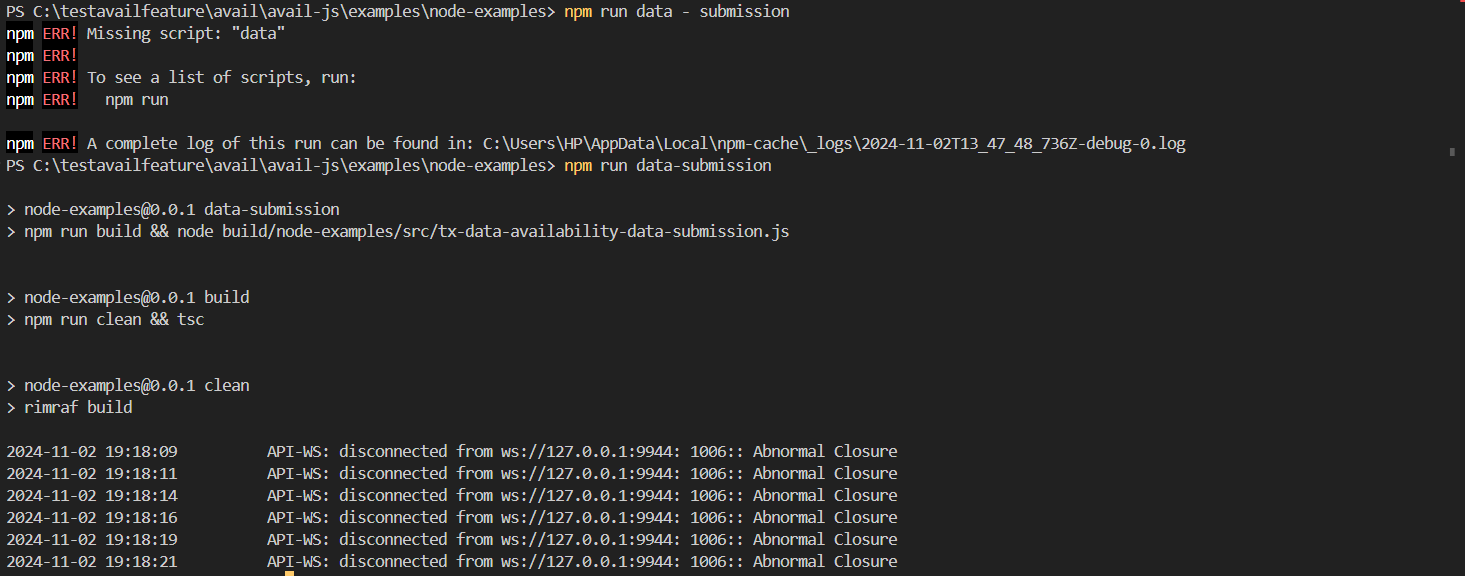 PS C:\testavailfeature\avail\avail-js\examples\node-examples> npm run data - submission
npm ERR! Missing script: "data"
npm ERR!
npm ERR! To see a list of scripts, run:
npm ERR!   npm run
npm ERR! A complete log of this run can be found in: C:\Users\HP\AppData\Local\npm-cache\_logs\2024-11-02T13_47_48_736Z-debug-0.log
PS C:\testavailfeature\avail\avail-js\examples\node-examples> npm run data-submission
> node-examples@0.0.1 data-submission
> npm run build && node build/node-examples/src/tx-data-availability-data-submission.js
> node-examples@0.0.1 build
> npm run clean && tsc
> node-examples@0.0.1 clean
> rimraf build
2024-11-02 19:18:09          API-WS: disconnected from ws://127.0.0.1:9944: 1006:: Abnormal Closure
2024-11-02 19:18:11          API-WS: disconnected from ws://127.0.0.1:9944: 1006:: Abnormal Closure
2024-11-02 19:18:14          API-WS: disconnected from ws://127.0.0.1:9944: 1006:: Abnormal Closure
2024-11-02 19:18:16          API-WS: disconnected from ws://127.0.0.1:9944: 1006:: Abnormal Closure
2024-11-02 19:18:19          API-WS: disconnected from ws://127.0.0.1:9944: 1006:: Abnormal Closure
2024-11-02 19:18:21          API-WS: disconnected from ws://127.0.0.1:9944: 1006:: Abnormal Closure